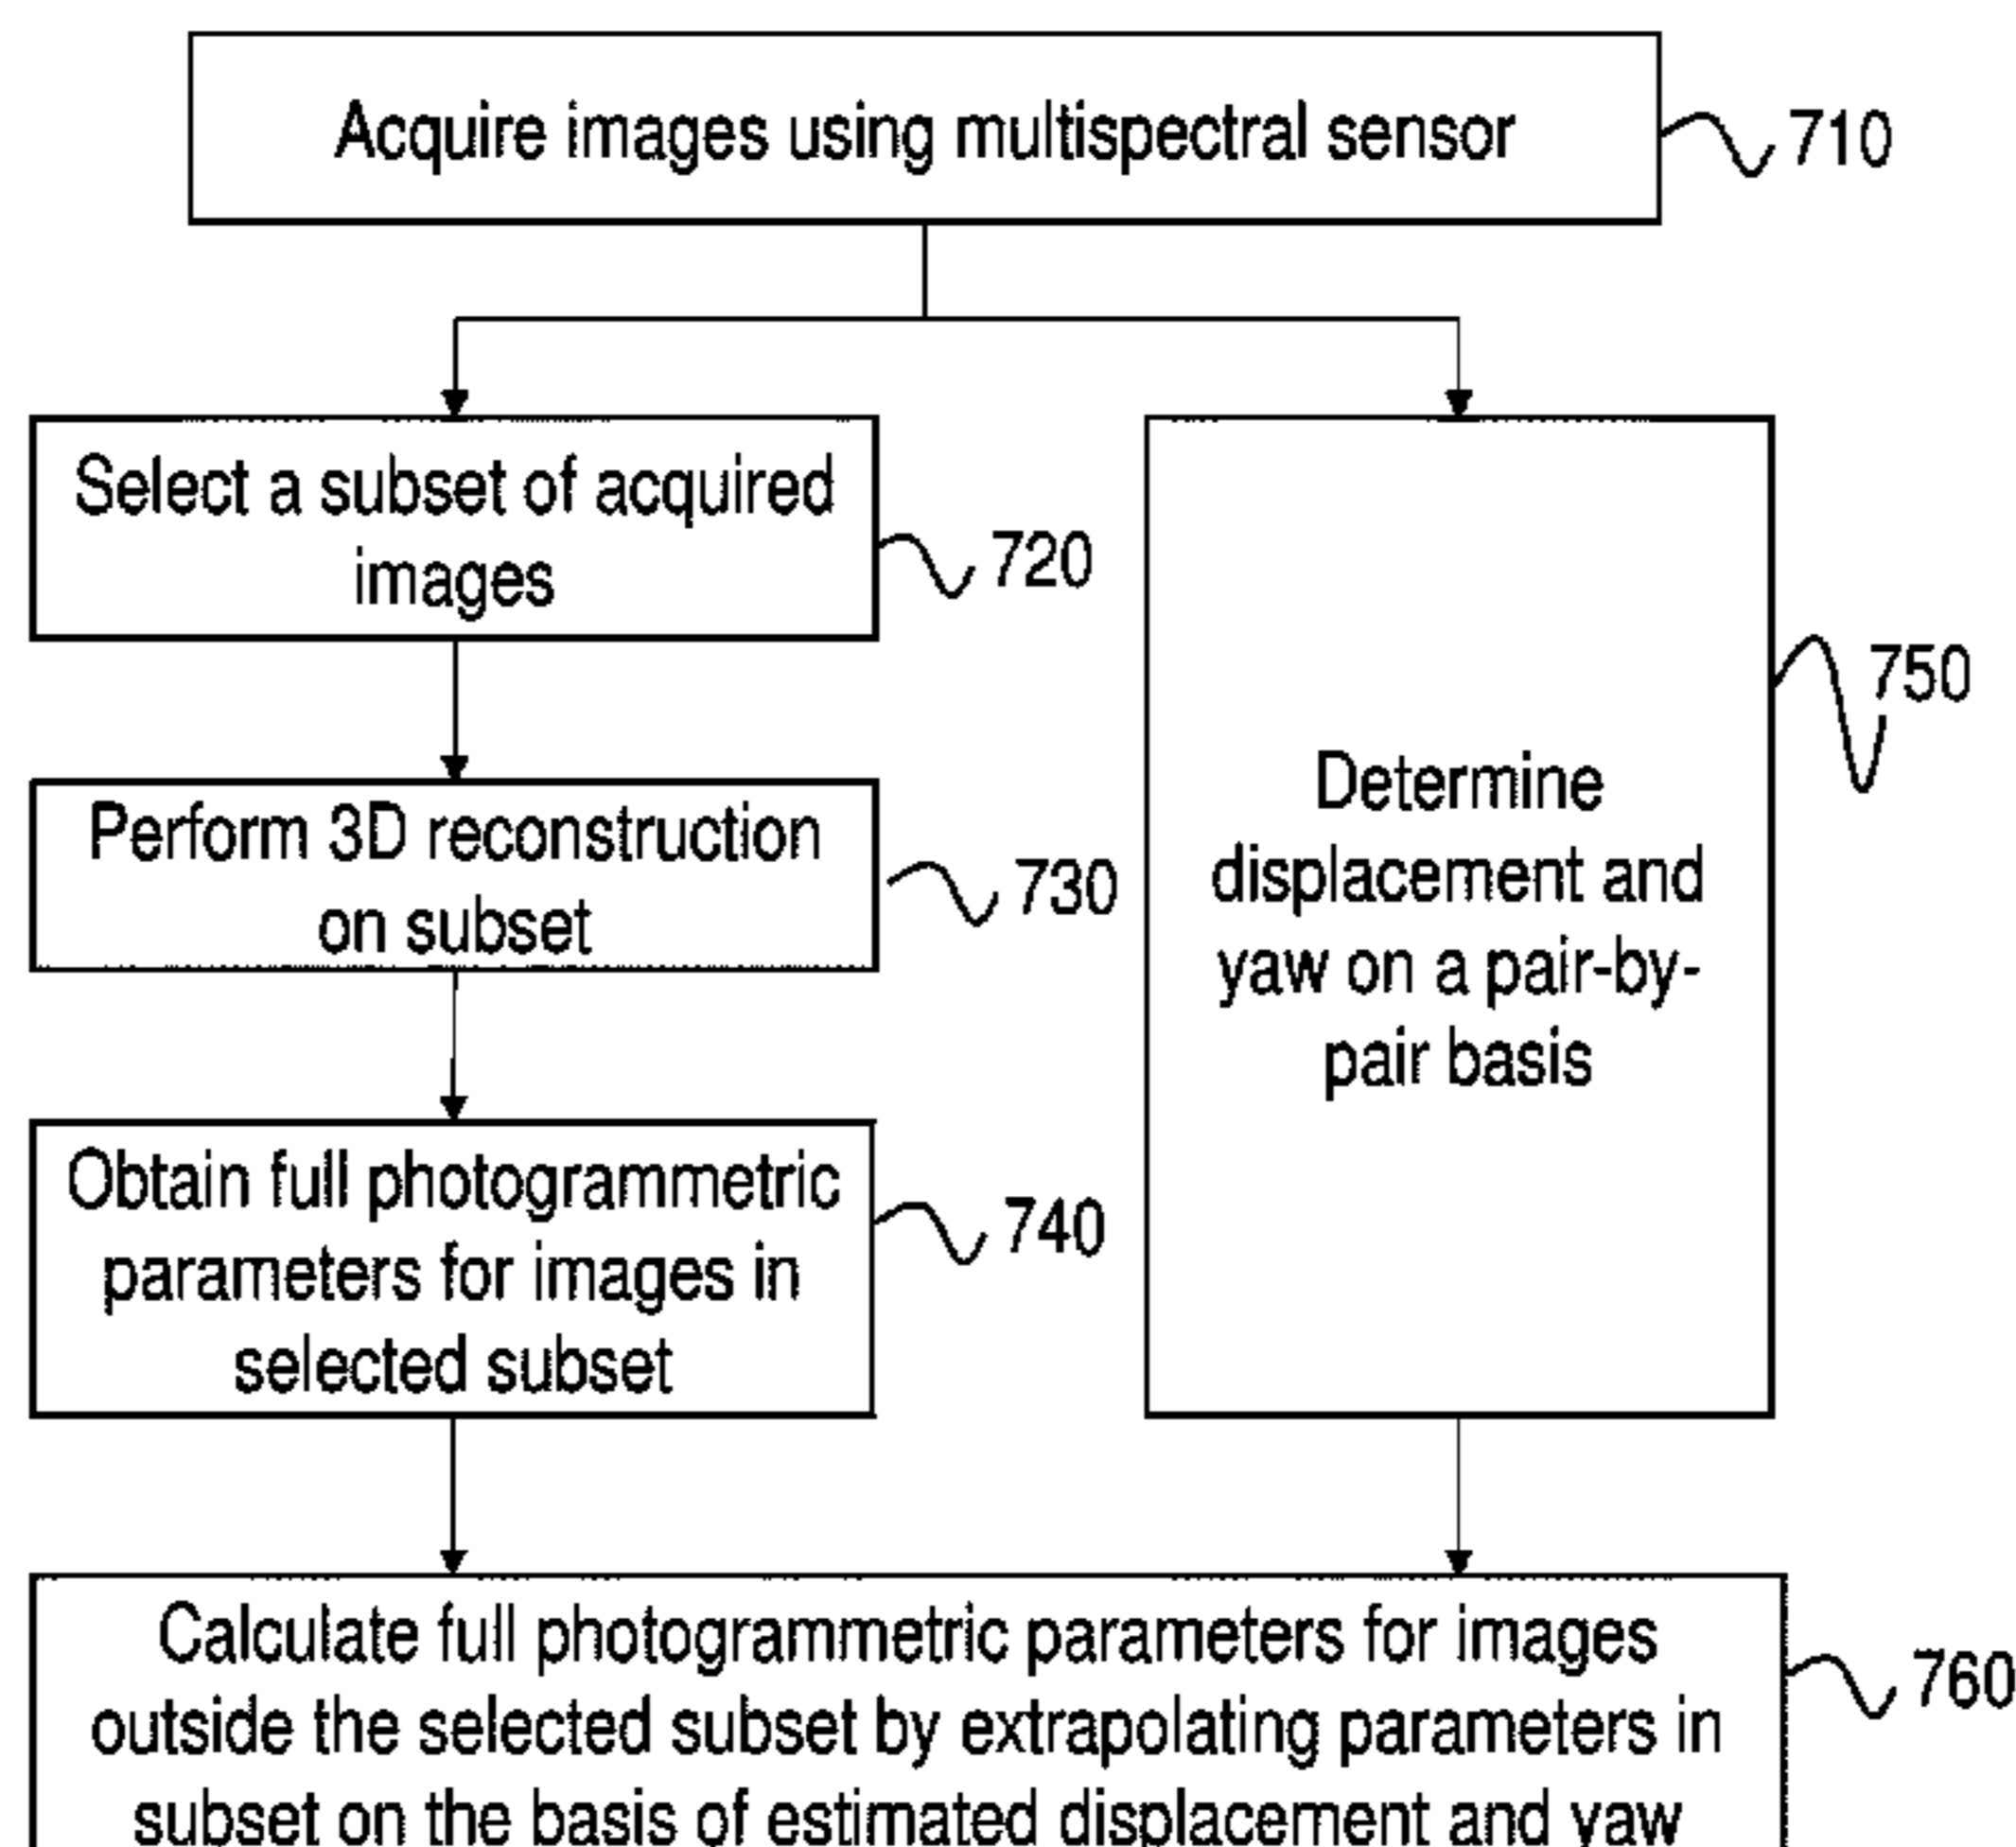 Acquire images using multispectral sensor
710
Select a subset of acquired
images
720
Perform 3D reconstruction
on subset
730
Obtain full photogrammetric
parameters for images in
selected subset
740
Determine
displacement and
yaw on a pair-by-
pair basis
750
Calculate full photogrammetric parameters for images
outside the selected subset by extrapolating parameters in
subset on the basis of estimated displacement and yaw
760